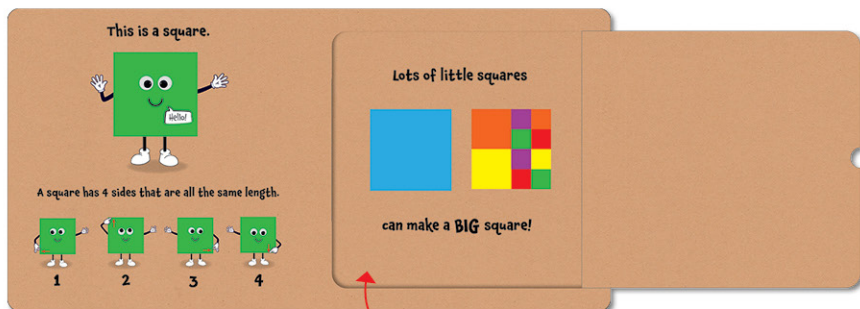 This is a square.
Hello!
A square has 4 sides that are all the same length.
1 2 3 4
Lots of little squares
can make a BIG square!